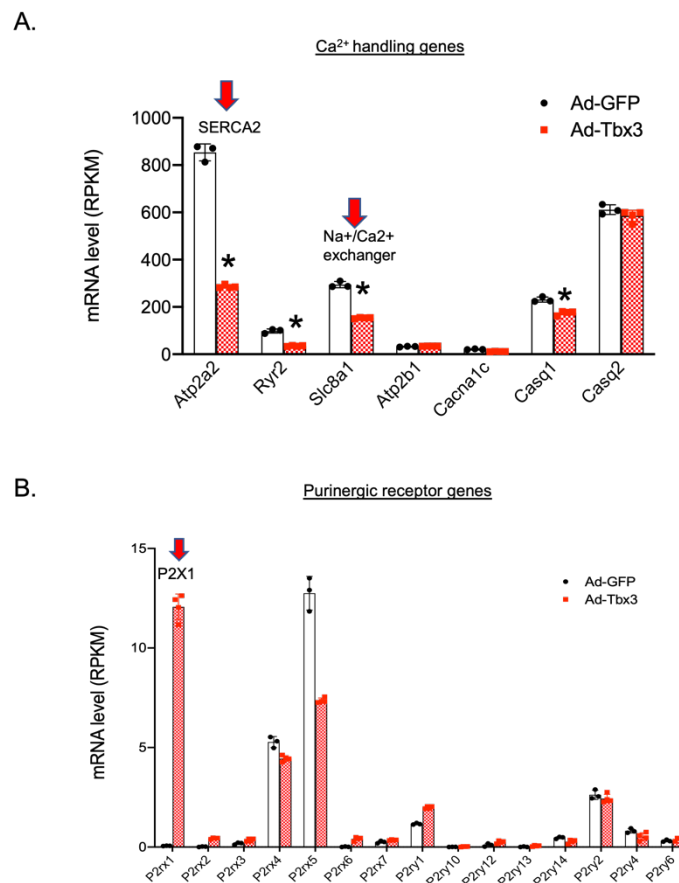 A.
Ca²⁺ handling genes
Ad-GFP
Ad-Tbx3
SERCA2
Na+/Ca2+
exchanger
mRNA level (RPKM)
1000
800
600
400
200
0
*
*
*
*
Atp2a2 Ryr2 Slc8a1 Atp2b1 Cacna1c Casq1 Casq2
B.
Purinergic receptor genes
P2X1
Ad-GFP
Ad-Tbx3
mRNA level (RPKM)
15
10
5
0
P2rx1 P2rx2 P2rx3 P2rx4 P2rx5 P2rx6 P2rx7 P2ry1 P2ry10 P2ry12 P2ry13 P2ry14 P2ry2 P2ry4 P2ry6